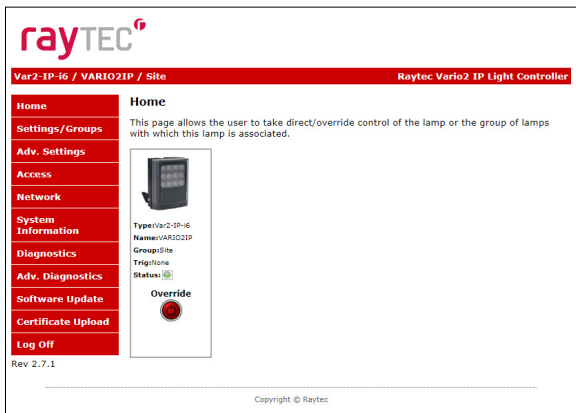 raytec
Var2-IP-i6 / VARIO2IP / Site
Raytec Vario2 IP Light Controller
Home
Settings/Groups
Adv. Settings
Access
Network
System
Information
Diagnostics
Adv. Diagnostics
Software Update
Certificate Upload
Log Off
Rev 2.7.1
Home
This page allows the user to take direct/override control of the lamp or the group of lamps
with which this lamp is associated.
Type:Var2-IP-i6
Name:VARIO2IP
Group:Site
Trig:None
Status:
Override
Copyright © Raytec